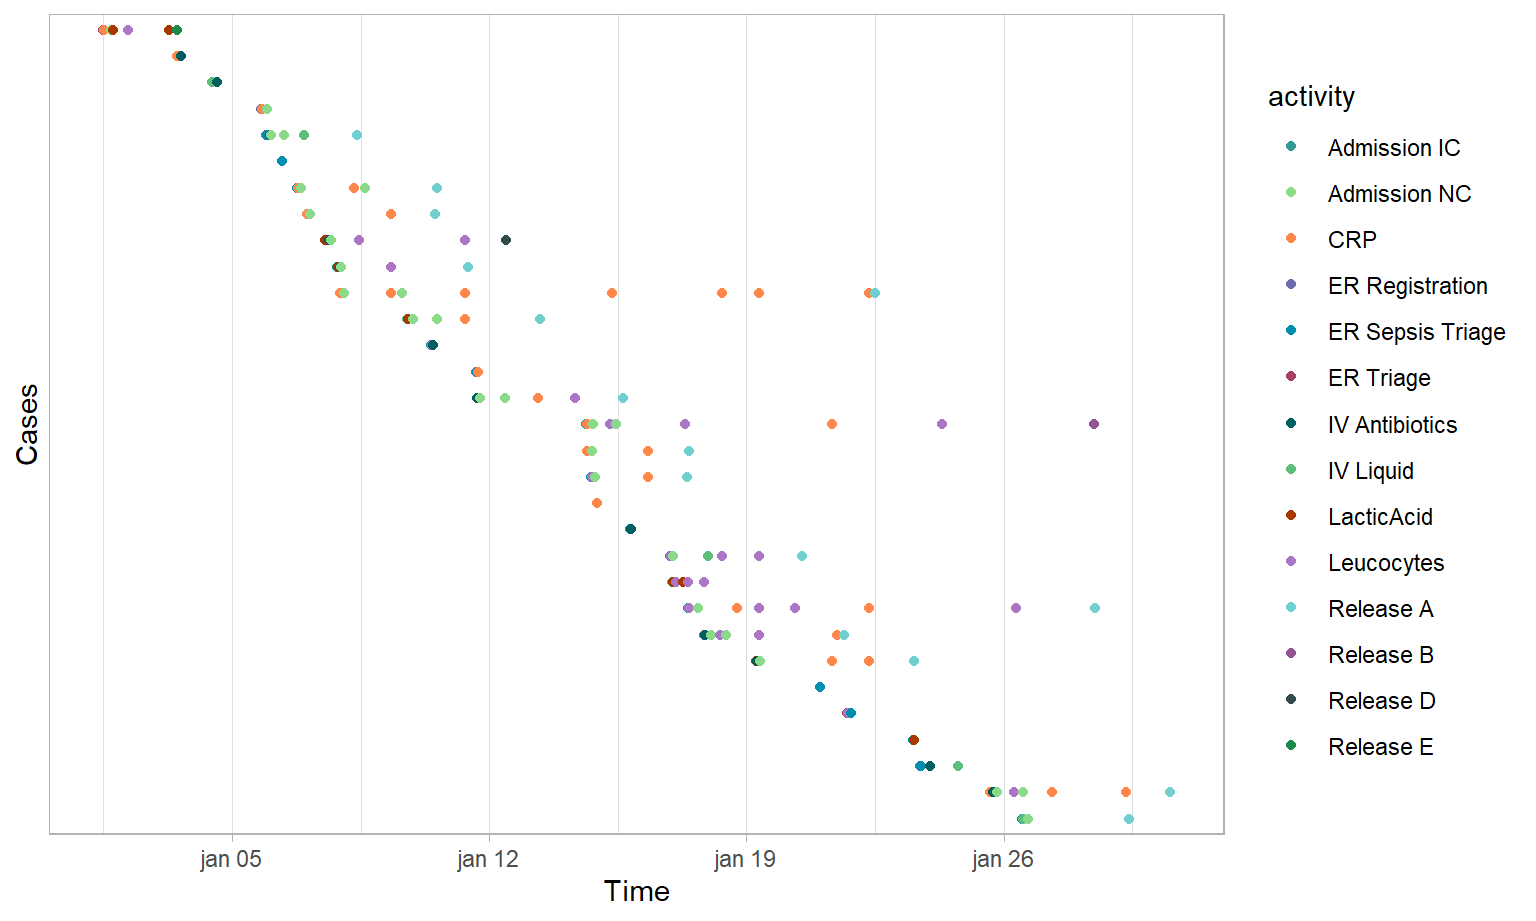 activity
Admission IC
Admission NC
CRP
ER Registration
ER Sepsis Triage
ER Triage
IV Antibiotics
IV Liquid
LacticAcid
Leucocytes
Release A
Release B
Release D
Release E
Cases
jan 05
jan 12
jan 19
jan 26
Time